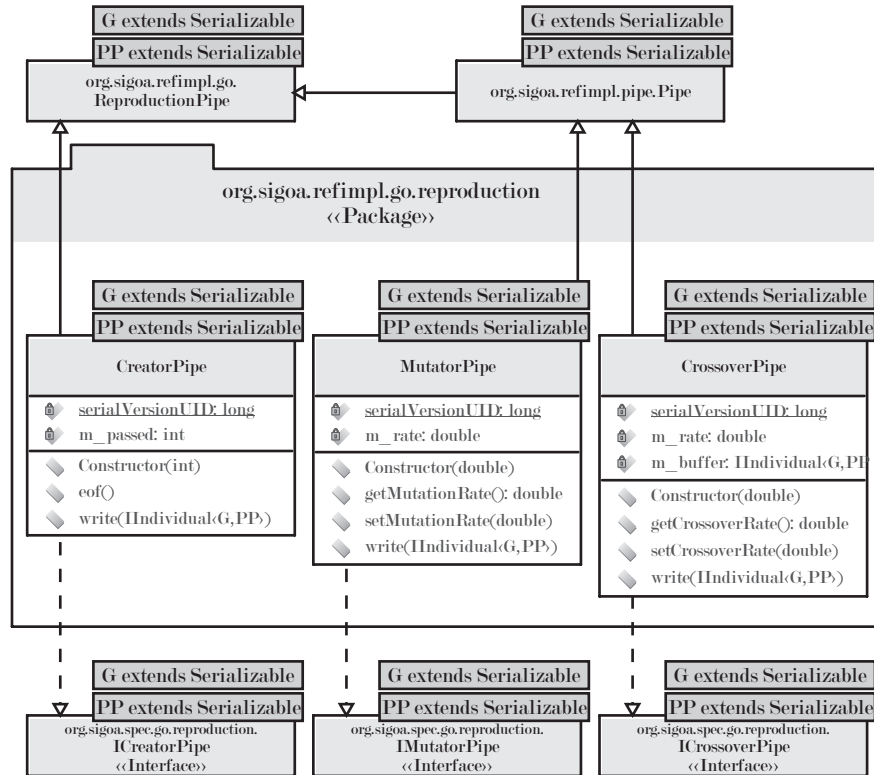 G extends Serializable
PP extends Serializable
org.sigoa.refimpl.go.
ReproductionPipe
G extends Serializable
PP extends Serializable
org.sigoa.refimpl.pipe.Pipe
org.sigoa.refimpl.go.reproduction
‹‹Package››
G extends Serializable
PP extends Serializable
CreatorPipe
serialVersionUID: long
m_passed: int
Constructor(int)
eof()
write(IIndividual‹G,PP›)
G extends Serializable
PP extends Serializable
MutatorPipe
serialVersionUID: long
m_rate: double
Constructor(double)
getMutationRate(): double
setMutationRate(double)
write(IIndividual‹G,PP›)
G extends Serializable
PP extends Serializable
CrossoverPipe
serialVersionUID: long
m_rate: double
m_buffer: IIndividual‹G,PP
Constructor(double)
getCrossoverRate(): double
setCrossoverRate(double)
write(IIndividual‹G,PP›)
G extends Serializable
PP extends Serializable
org.sigoa.spec.go.reproduction.
ICreatorPipe
‹‹Interface››
G extends Serializable
PP extends Serializable
org.sigoa.spec.go.reproduction.
IMutatorPipe
‹‹Interface››
G extends Serializable
PP extends Serializable
org.sigoa.spec.go.reproduction.
ICrossoverPipe
‹‹Interface››